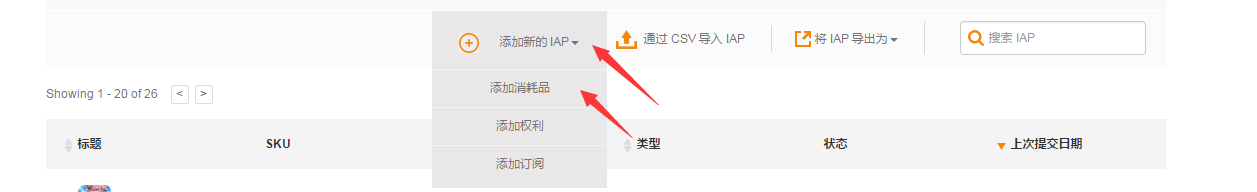 添加新的 IAP 通过 CSV 导入 IAP 将 IAP 导出为 搜索 IAP
添加消耗品
Showing 1 - 20 of 26 < >
添加权利
标题 SKU 类型 状态 上次提交日期
添加订阅